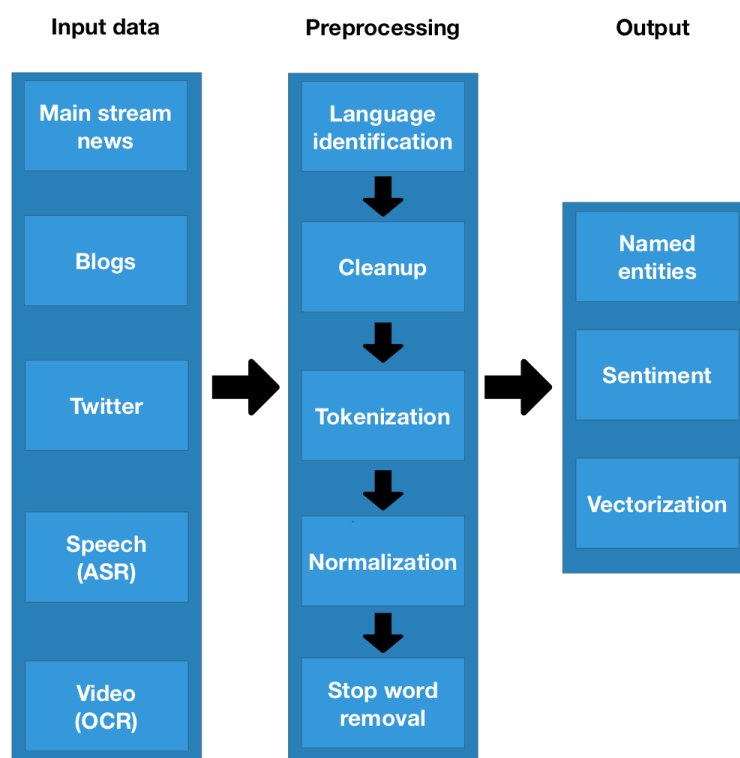 Input data
Main stream
news
Blogs
Twitter
Speech
(ASR)
Video
(OCR)
Preprocessing
Language
identification
Cleanup
Tokenization
Normalization
Stop word
removal
Output
Named
entities
Sentiment
Vectorization